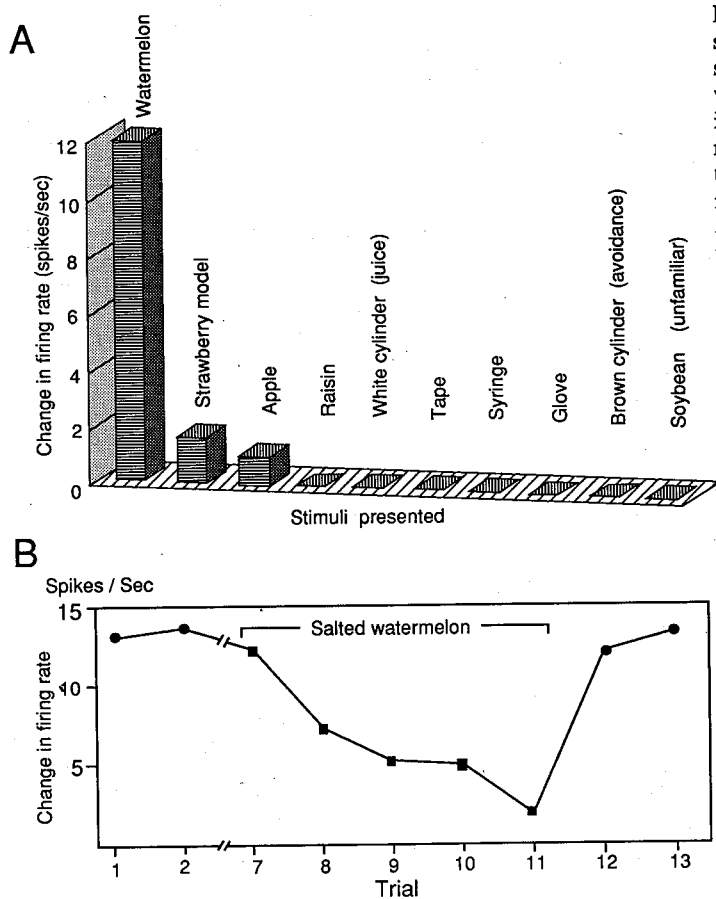 A
Watermelon
Strawberry model
Apple
Raisin
White cylinder (juice)
Tape
Syringe
Glove
Brown cylinder (avoidance)
Soybean (unfamiliar)
Change in firing rate (spikes/sec)
12
10
8
6
4
2
0
Stimuli presented
B
Spikes / Sec
15
10
5
Change in firing rate
Salted watermelon
1 2 7 8 9 10 11 12 13
Trial